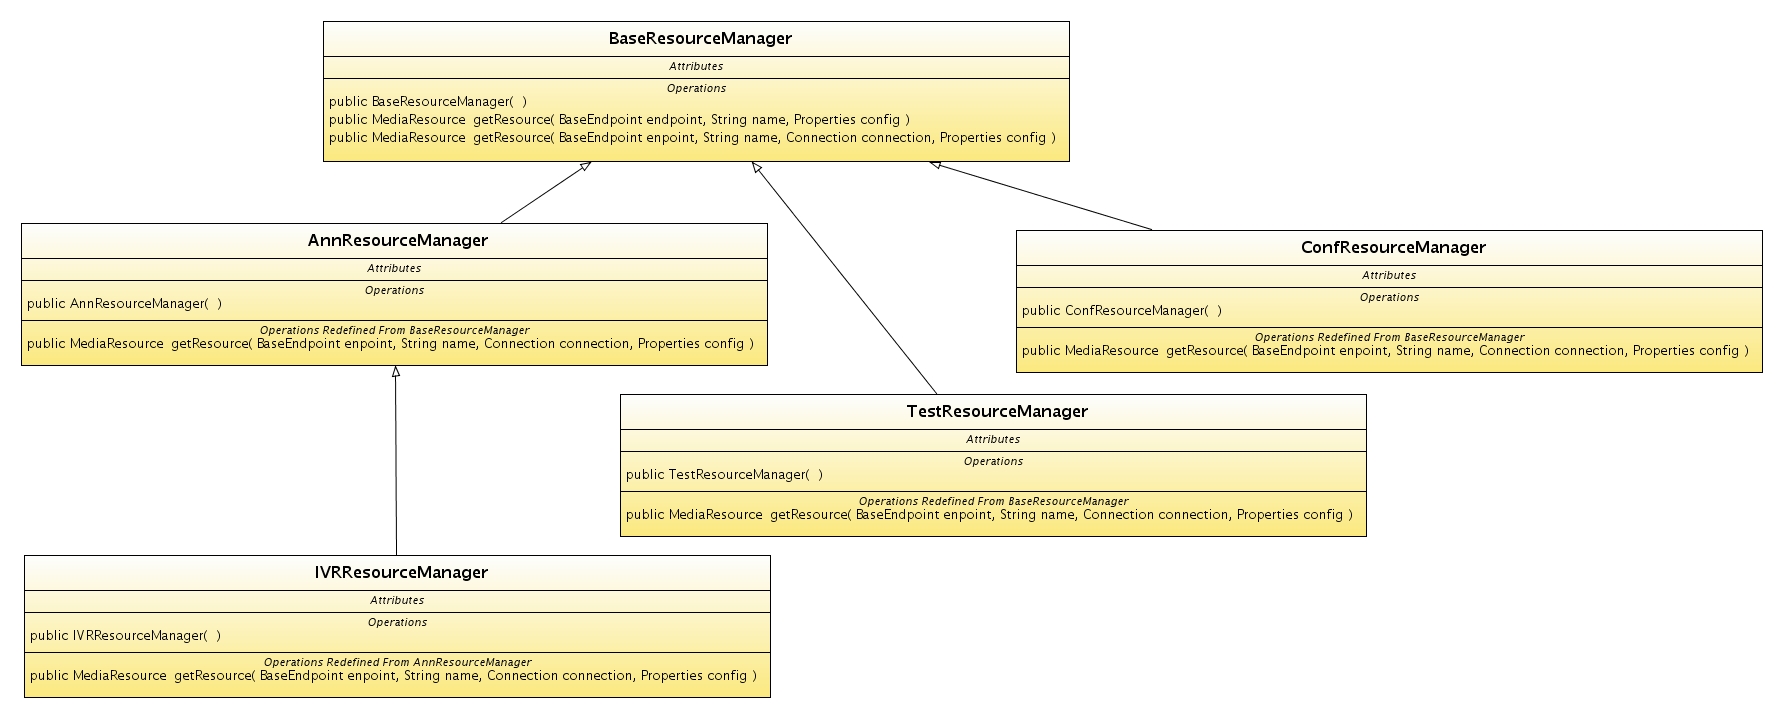 BaseResourceManager
Attributes
Operations
public BaseResourceManager(  )
public MediaResource  getResource( BaseEndpoint endpoint, String name, Properties config )
public MediaResource  getResource( BaseEndpoint enpoint, String name, Connection connection, Properties config )
AnnResourceManager
Attributes
Operations
public AnnResourceManager(  )
Operations Redefined From BaseResourceManager
public MediaResource  getResource( BaseEndpoint enpoint, String name, Connection connection, Properties config )
ConfResourceManager
Attributes
Operations
public ConfResourceManager(  )
Operations Redefined From BaseResourceManager
public MediaResource  getResource( BaseEndpoint enpoint, String name, Connection connection, Properties config )
TestResourceManager
Attributes
Operations
public TestResourceManager(  )
Operations Redefined From BaseResourceManager
public MediaResource  getResource( BaseEndpoint enpoint, String name, Connection connection, Properties config )
IVRResourceManager
Attributes
Operations
public IVRResourceManager(  )
Operations Redefined From AnnResourceManager
public MediaResource  getResource( BaseEndpoint enpoint, String name, Connection connection, Properties config )